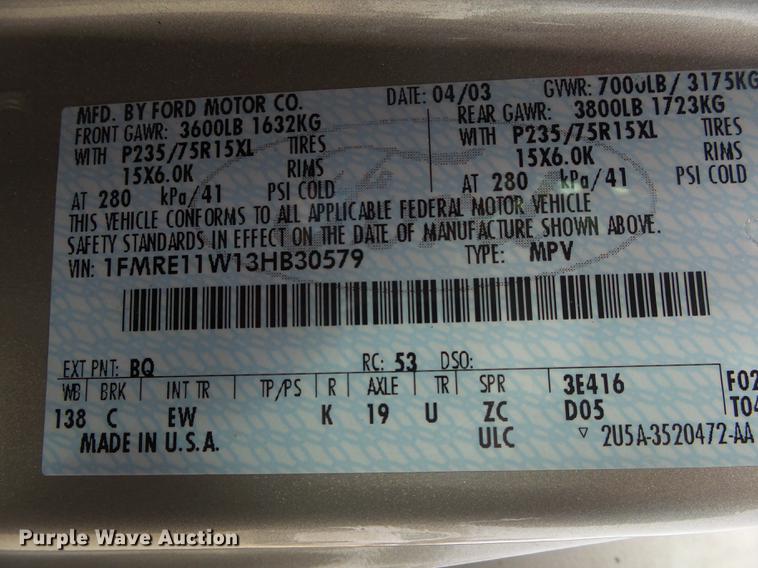 MFD. BY FORD MOTOR CO. DATE: 04/03 GVWR: 7000LB/ 3175KG
FRONT GAWR: 3600LB 1632KG REAR GAWR: 3800LB 1723KG
WITH P235/75R15XL TIRES WITH P235/75R15XL TIRES
15X6.0K RIMS 15X6.0K RIMS
AT 280 kPa/41 PSI COLD AT 280 kPa/41 PSI COLD
THIS VEHICLE CONFORMS TO ALL APPLICABLE FEDERAL MOTOR VEHICLE
SAFETY STANDARDS IN EFFECT ON THE DATE OF MANUFACTURE SHOWN ABOVE.
VIN: 1FMRE11W13HB30579 TYPE: MPV
EXT PNT: BQ RC: 53 DSO:
WB BRK INT TR TP/PS R AXLE TR SPR 3E416 F02
138 C EW K 19 U ZC D05 T04
MADE IN U.S.A. ULC 2U5A-3520472-AA
Purple Wave Auction